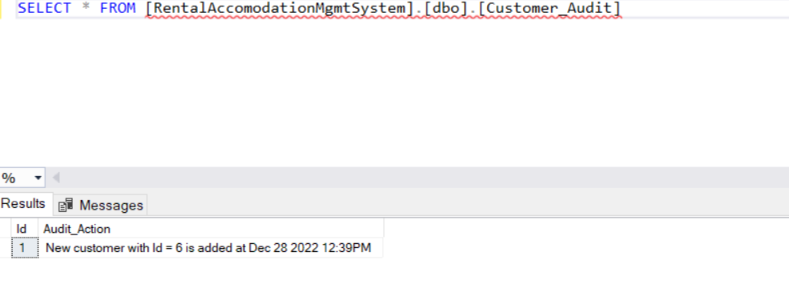 SELECT * FROM [RentalAccomodationMgmtSystem].[dbo].[Customer_Audit]
%
Results Messages
Id Audit_Action
1 New customer with Id = 6 is added at Dec 28 2022 12:39PM